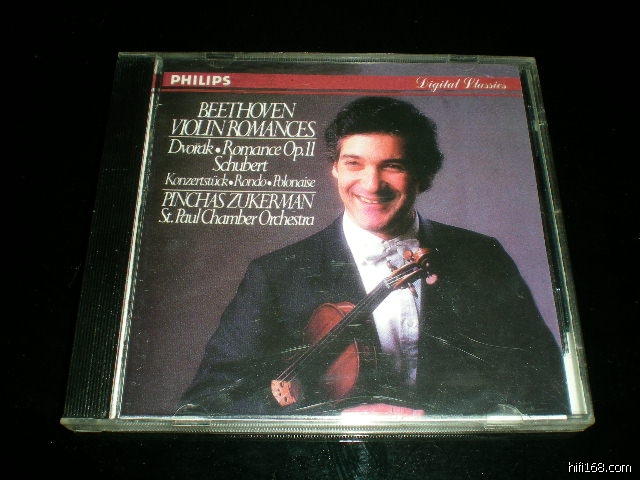 PHILIPS
Digital Classics
BEETHOVEN
VIOLIN ROMANCES
Dvořák • Romance Op.11
Schubert
Konzertstück • Rondo • Polonaise
PINCHAS ZUKERMAN
St. Paul Chamber Orchestra
hifi168.com